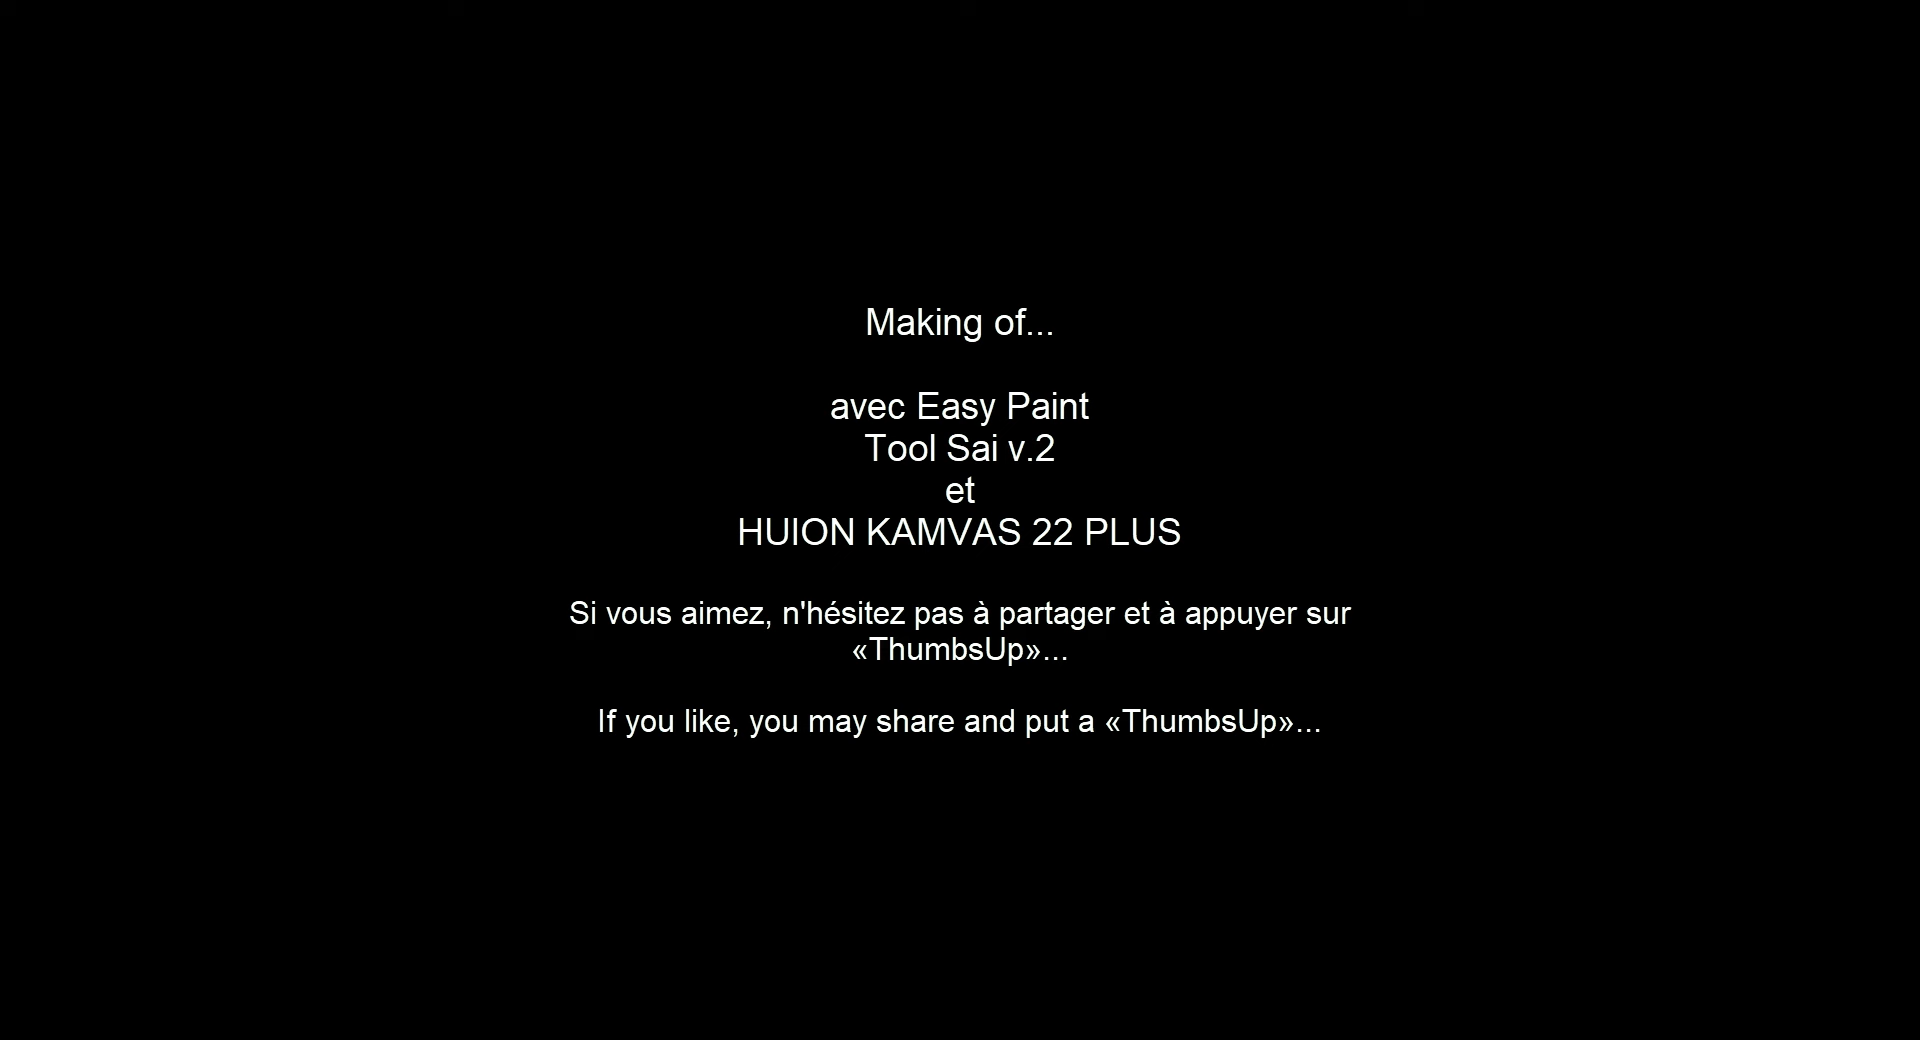 Making of...
avec Easy Paint
Tool Sai v.2
et
HUION KAMVAS 22 PLUS
Si vous aimez, n'hésitez pas à partager et à appuyer sur
«ThumbsUp»...
If you like, you may share and put a «ThumbsUp»...